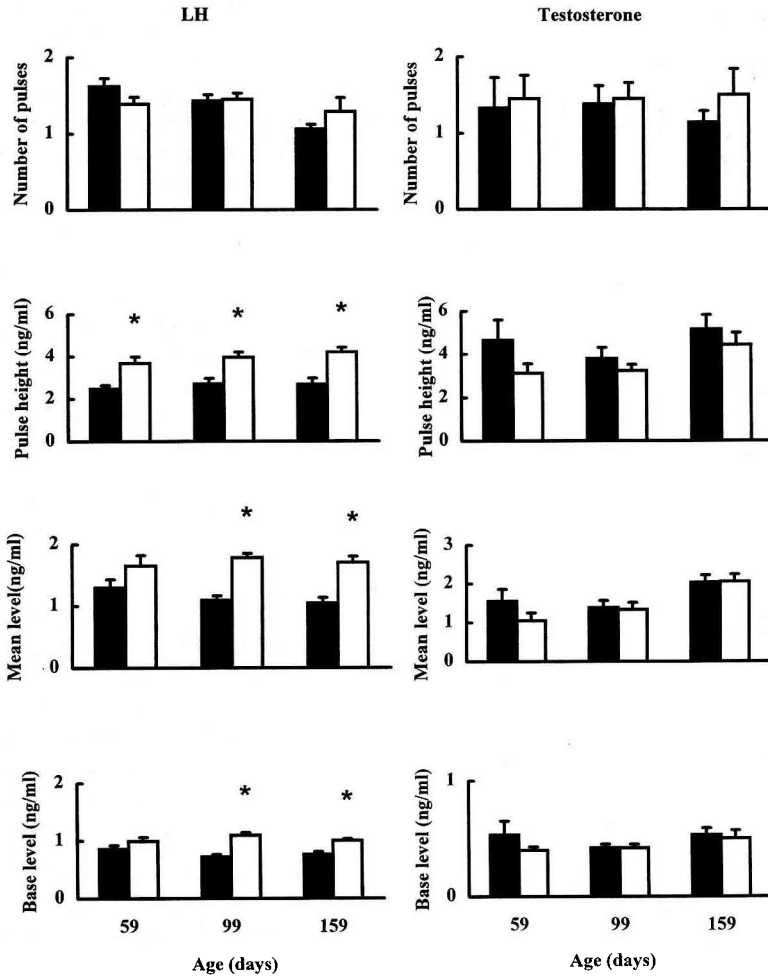 LH
Testosterone
Number of pulses
2
1
0
Number of pulses
2
1
0
Pulse height (ng/ml)
6
4
2
0
* * *
Pulse height (ng/ml)
6
4
2
0
Mean level(ng/ml)
2
1
0
* *
Mean level (ng/ml)
3
2
1
0
Base level (ng/ml)
2
1
0
* *
59 99 159
Age (days)
Base level (ng/ml)
1
0
59 99 159
Age (days)